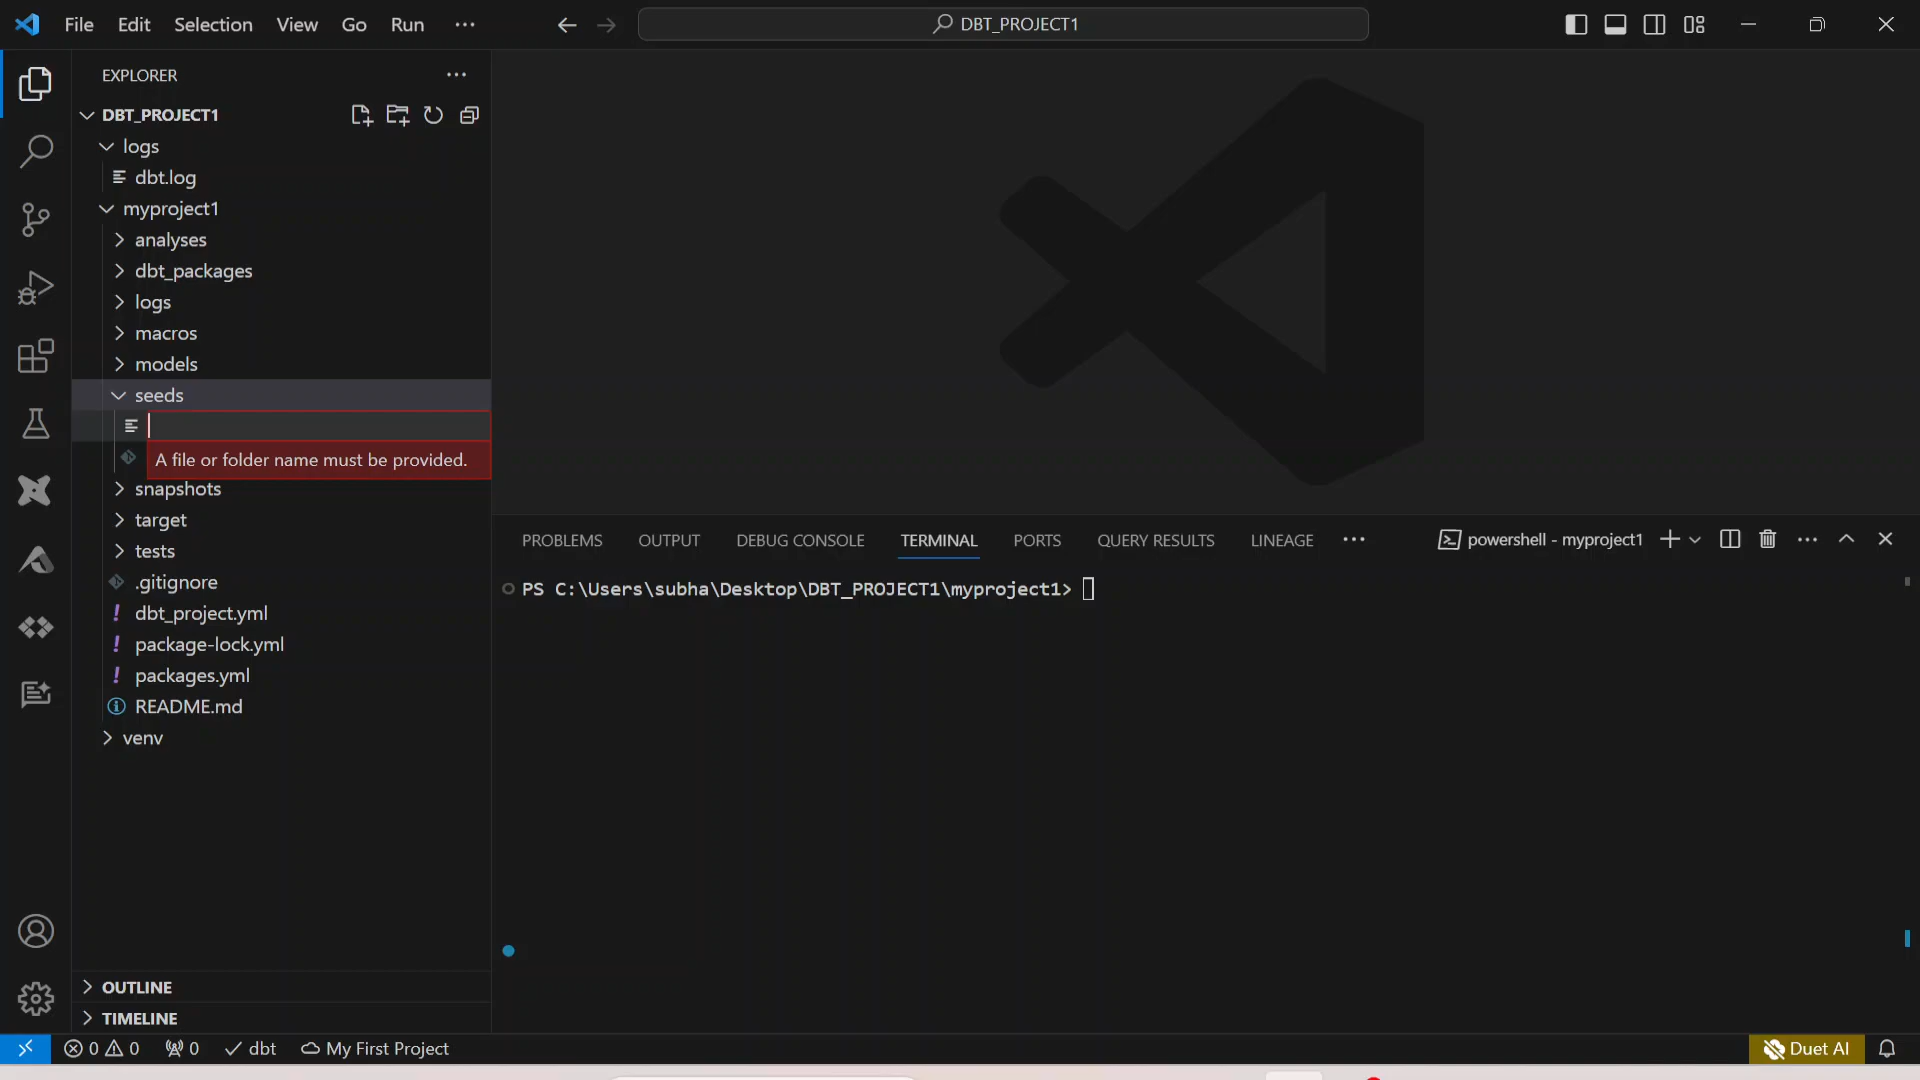 File Edit Selection View Go Run
DBT_PROJECT1
EXPLORER
DBT_PROJECT1
logs
dbt.log
myproject1
analyses
dbt_packages
logs
macros
models
seeds
A file or folder name must be provided.
snapshots
target
tests
.gitignore
dbt_project.yml
package-lock.yml
packages.yml
README.md
venv
OUTLINE
TIMELINE
PROBLEMS OUTPUT DEBUG CONSOLE TERMINAL PORTS QUERY RESULTS LINEAGE
powershell - myproject1
PS C:\Users\subha\Desktop\DBT_PROJECT1\myproject1>
0 0 0 dbt My First Project
Duet AI